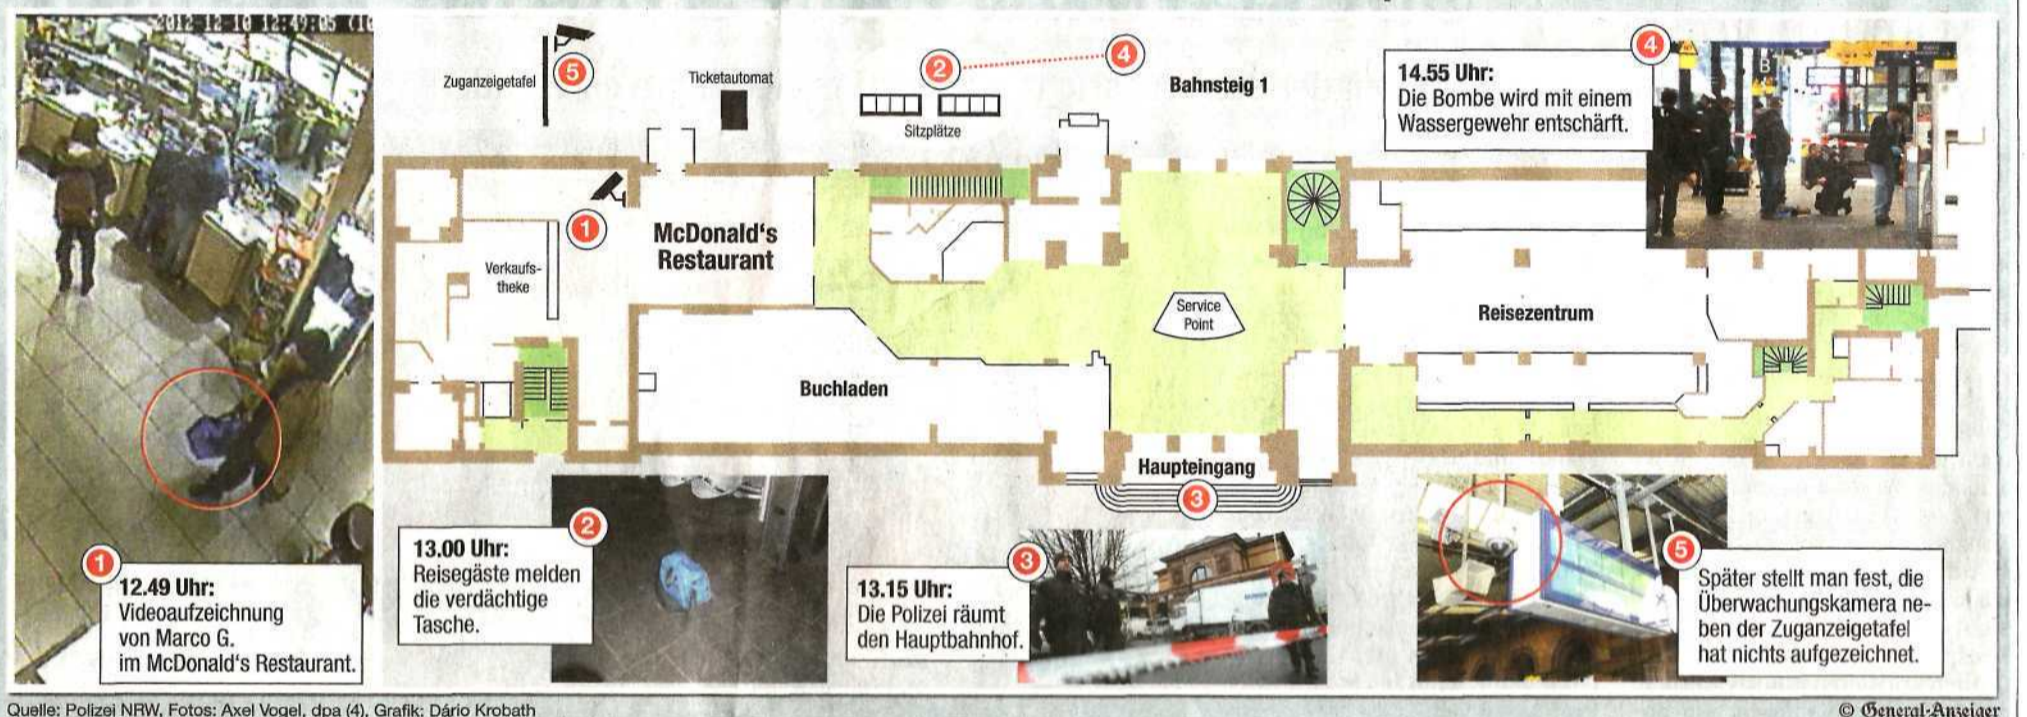 2012-12-10 12:49:05 (10
Zuganzeigetafel
5
Ticketautomat
2
4
Sitzplätze
Bahnsteig 1
4
14.55 Uhr:
Die Bombe wird mit einem
Wassergewehr entschärft.
B
1
McDonald's
Restaurant
Verkaufs-
theke
Service
Point
Reisezentrum
Buchladen
Haupteingang
3
1
12.49 Uhr:
Videoaufzeichnung
von Marco G.
im McDonald's Restaurant.
2
13.00 Uhr:
Reisegäste melden
die verdächtige
Tasche.
3
13.15 Uhr:
Die Polizei räumt
den Hauptbahnhof.
5
Später stellt man fest, die
Überwachungskamera ne-
ben der Zuganzeigetafel
hat nichts aufgezeichnet.
Quelle: Polizei NRW, Fotos: Axel Vogel, dpa (4), Grafik: Dário Krobath
© General-Anzeiger